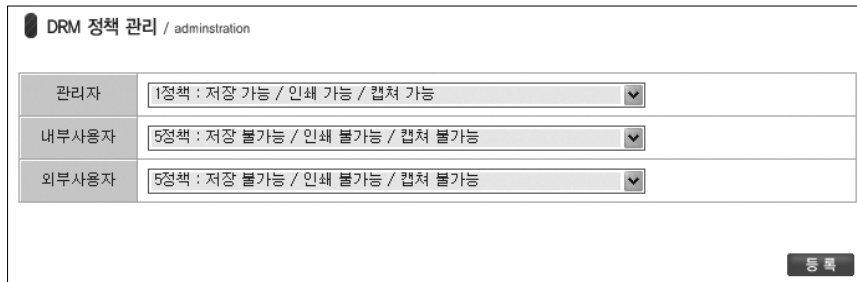 DRM 정책 관리 / adminstration
관리자 1정책 : 저장 가능 / 인쇄 가능 / 캡쳐 가능
내부사용자 5정책 : 저장 불가능 / 인쇄 불가능 / 캡쳐 불가능
외부사용자 5정책 : 저장 불가능 / 인쇄 불가능 / 캡쳐 불가능
등 록